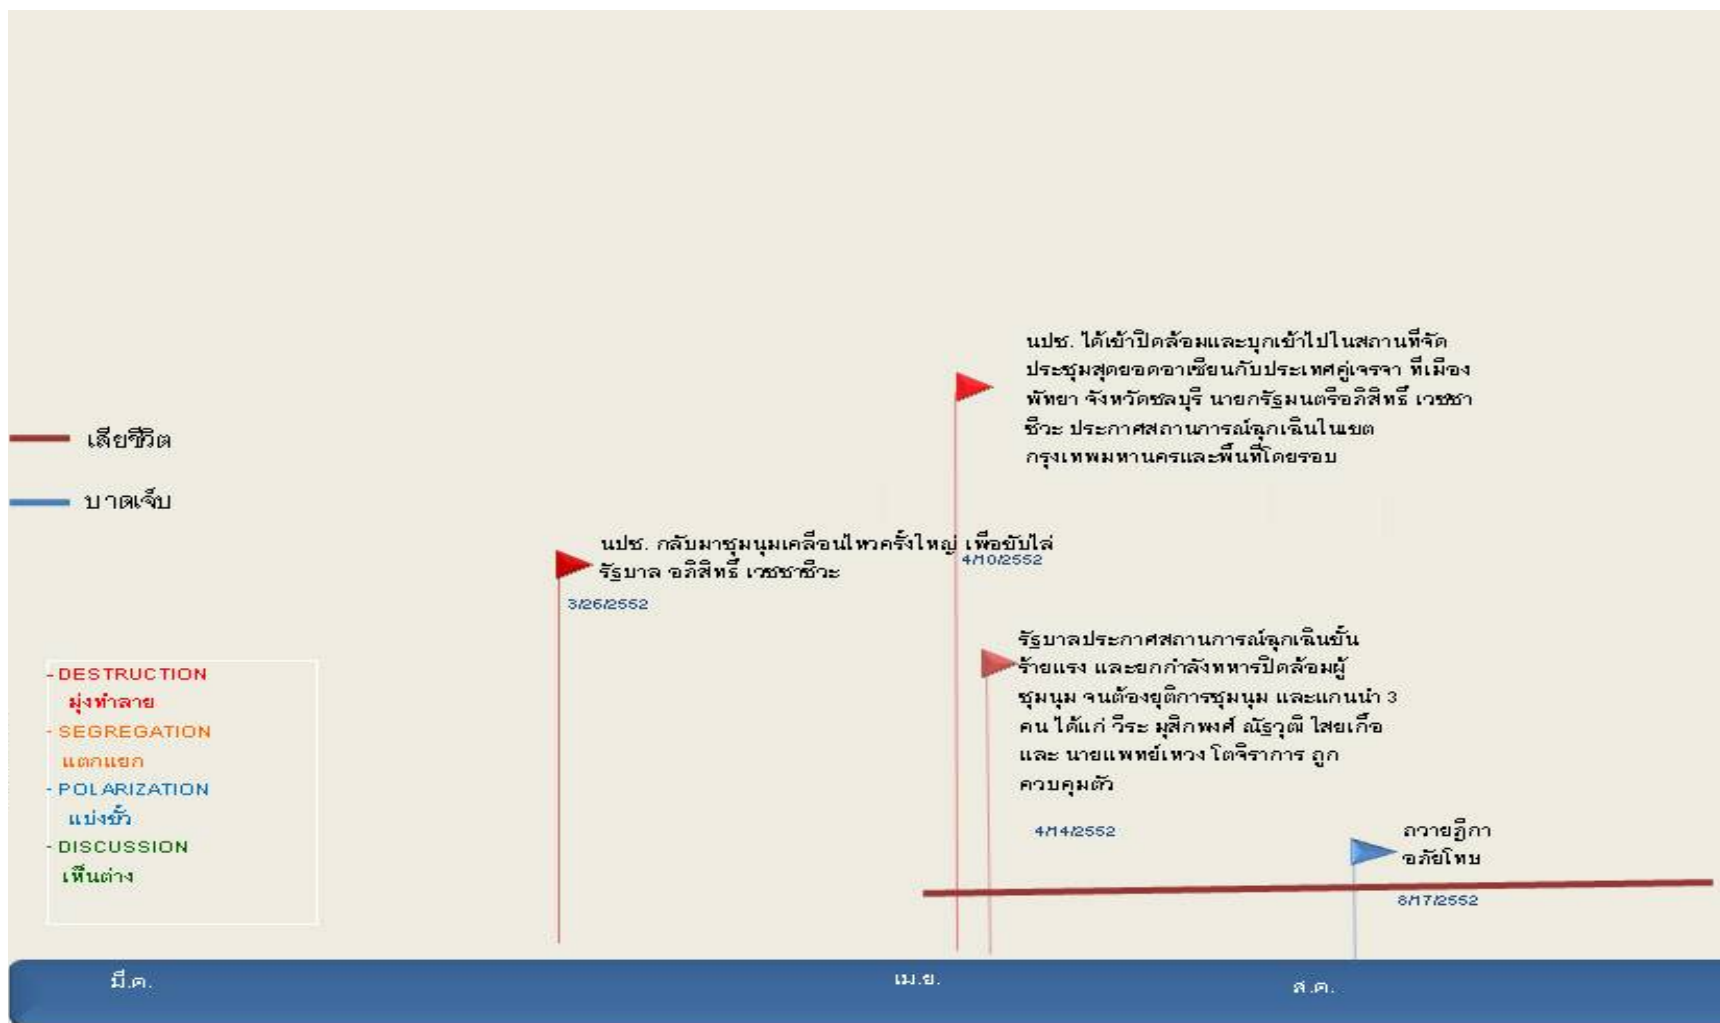 นปช. ได้เข้าปิดล้อมและบุกเข้าไปในสถานที่จัด
ประชุมสุดยอดอาเซียนกับประเทศคู่เจรจา ที่เมือง
พัทยา จังหวัดชลบุรี นายกรัฐมนตรีอภิสิทธิ์ เวชชา
ชีวะ ประกาศสถานการณ์ฉุกเฉินในเขต
กรุงเทพมหานครและพื้นที่โดยรอบ
4/10/2552
เสียชีวิต
บาดเจ็บ
นปช. กลับมาชุมนุมเคลื่อนไหวครั้งใหญ่ เพื่อขับไล่
รัฐบาล อภิสิทธิ์ เวชชาชีวะ
3/26/2552
รัฐบาลประกาศสถานการณ์ฉุกเฉินขั้น
ร้ายแรง และยกกำลังทหารปิดล้อมผู้
ชุมนุม จนต้องยุติการชุมนุม และแกนนำ 3
คน ได้แก่ วีระ มุสิกพงศ์ ณัฐวุฒิ ใสยเกื้อ
และ นายแพทย์เหวง โตจิราการ ถูก
ควบคุมตัว
4/14/2552
- DESTRUCTION
มุ่งทำลาย
- SEGREGATION
แตกแยก
- POLARIZATION
แบ่งขั้ว
- DISCUSSION
เห็นต่าง
ถวายฎีกา
อภัยโทษ
8/17/2552
มี.ค.
เม.ย.
ส.ค.